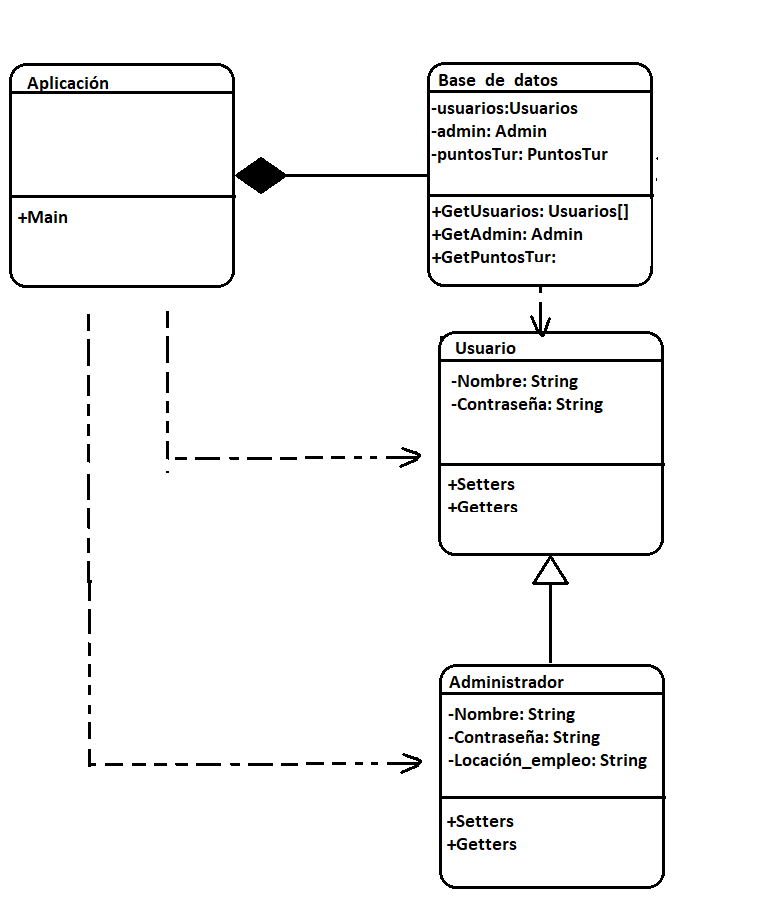 Aplicación
+Main
Base de datos
-usuarios:Usuarios
-admin: Admin
-puntosTur: PuntosTur
+GetUsuarios: Usuarios[]
+GetAdmin: Admin
+GetPuntosTur:
Usuario
-Nombre: String
-Contraseña: String
+Setters
+Getters
Administrador
-Nombre: String
-Contraseña: String
-Locación_empleo: String
+Setters
+Getters